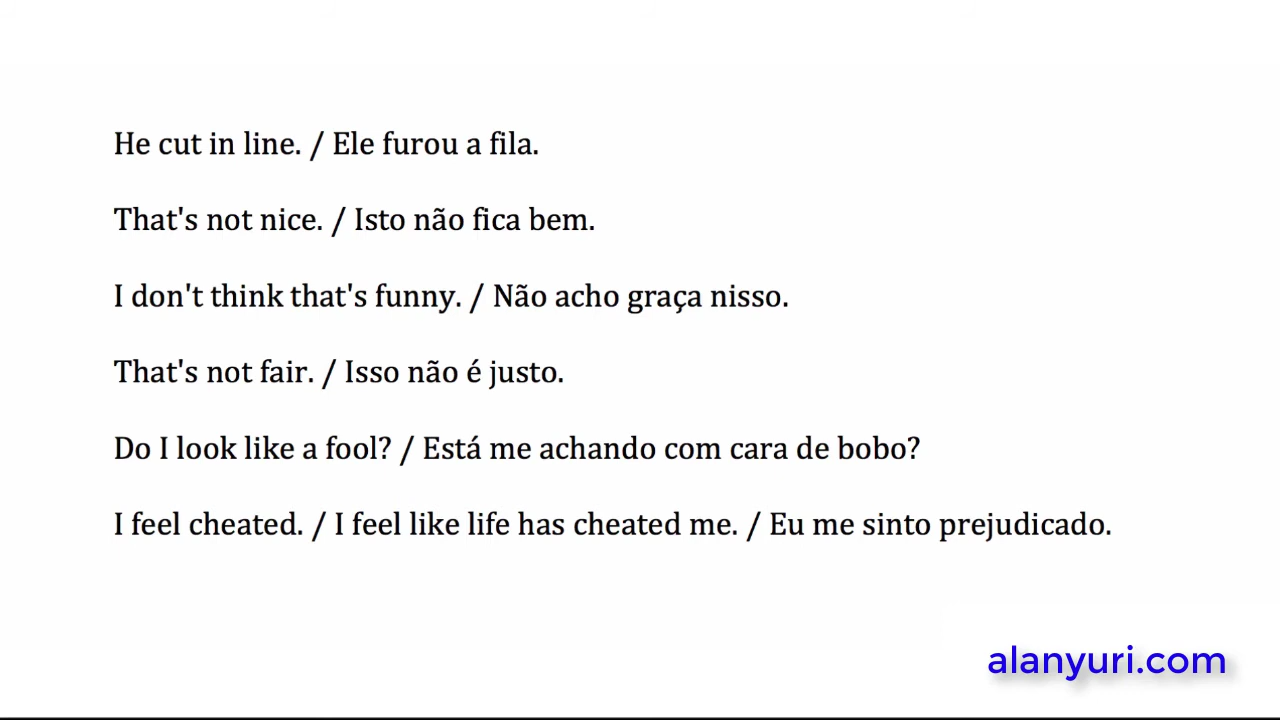 He cut in line. / Ele furou a fila.
That's not nice. / Isto não fica bem.
I don't think that's funny. / Não acho graça nisso.
That's not fair. / Isso não é justo.
Do I look like a fool? / Está me achando com cara de bobo?
I feel cheated. / I feel like life has cheated me. / Eu me sinto prejudicado.
alanyuri.com